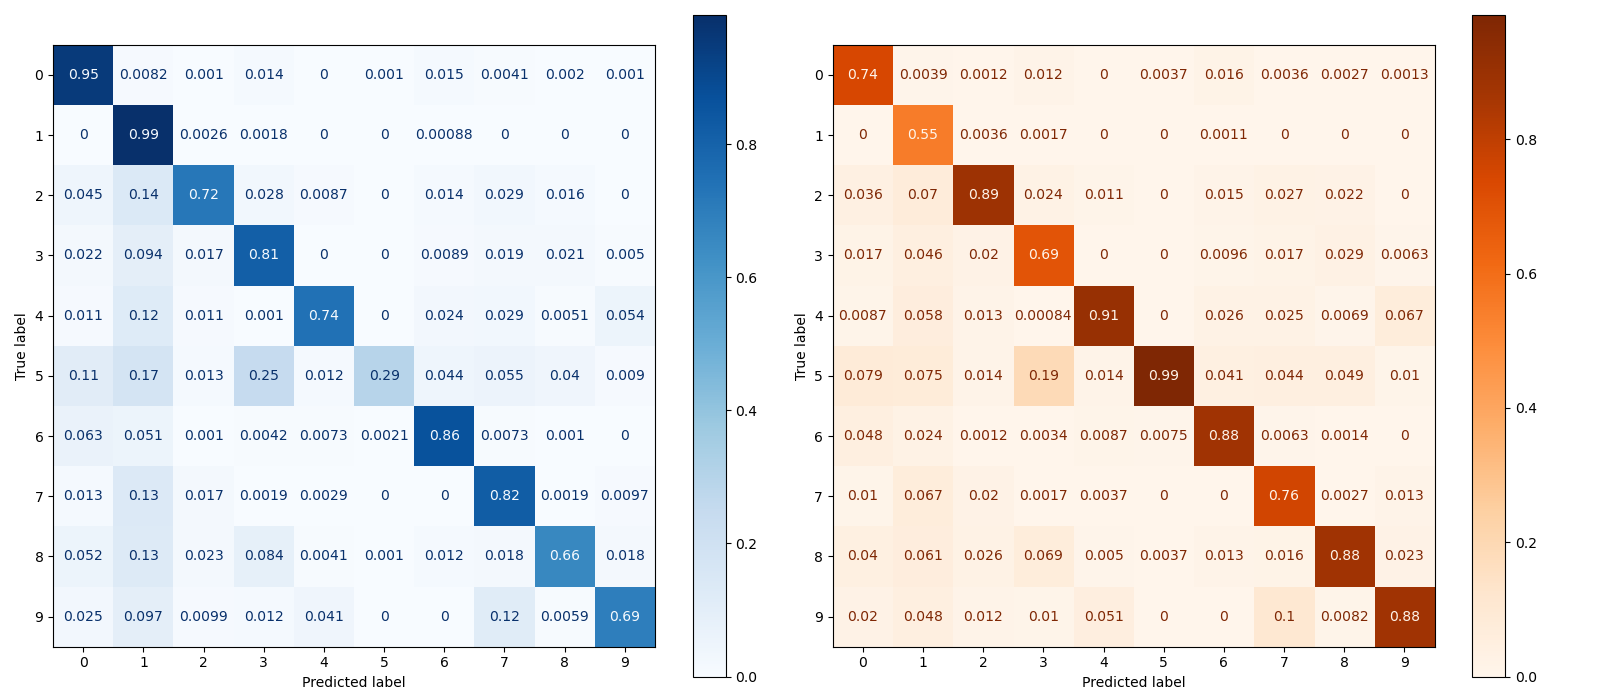 0 0.95 0.0082 0.001 0.014 0 0.001 0.015 0.0041 0.002 0.001
1 0 0.99 0.0026 0.0018 0 0 0.00088 0 0 0
2 0.045 0.14 0.72 0.028 0.0087 0 0.014 0.029 0.016 0
3 0.022 0.094 0.017 0.81 0 0 0.0089 0.019 0.021 0.005
4 0.011 0.12 0.011 0.001 0.74 0 0.024 0.029 0.0051 0.054
5 0.11 0.17 0.013 0.25 0.012 0.29 0.044 0.055 0.04 0.009
6 0.063 0.051 0.001 0.0042 0.0073 0.0021 0.86 0.0073 0.001 0
7 0.013 0.13 0.017 0.0019 0.0029 0 0 0.82 0.0019 0.0097
8 0.052 0.13 0.023 0.084 0.0041 0.001 0.012 0.018 0.66 0.018
9 0.025 0.097 0.0099 0.012 0.041 0 0 0.12 0.0059 0.69
0 1 2 3 4 5 6 7 8 9
True label
Predicted label
0.8
0.6
0.4
0.2
0.0
0 0.74 0.0039 0.0012 0.012 0 0.0037 0.016 0.0036 0.0027 0.0013
1 0 0.55 0.0036 0.0017 0 0 0.0011 0 0 0
2 0.036 0.07 0.89 0.024 0.011 0 0.015 0.027 0.022 0
3 0.017 0.046 0.02 0.69 0 0 0.0096 0.017 0.029 0.0063
4 0.0087 0.058 0.013 0.00084 0.91 0 0.026 0.025 0.0069 0.067
5 0.079 0.075 0.014 0.19 0.014 0.99 0.041 0.044 0.049 0.01
6 0.048 0.024 0.0012 0.0034 0.0087 0.0075 0.88 0.0063 0.0014 0
7 0.01 0.067 0.02 0.0017 0.0037 0 0 0.76 0.0027 0.013
8 0.04 0.061 0.026 0.069 0.005 0.0037 0.013 0.016 0.88 0.023
9 0.02 0.048 0.012 0.01 0.051 0 0 0.1 0.0082 0.88
0 1 2 3 4 5 6 7 8 9
True label
Predicted label
0.8
0.6
0.4
0.2
0.0